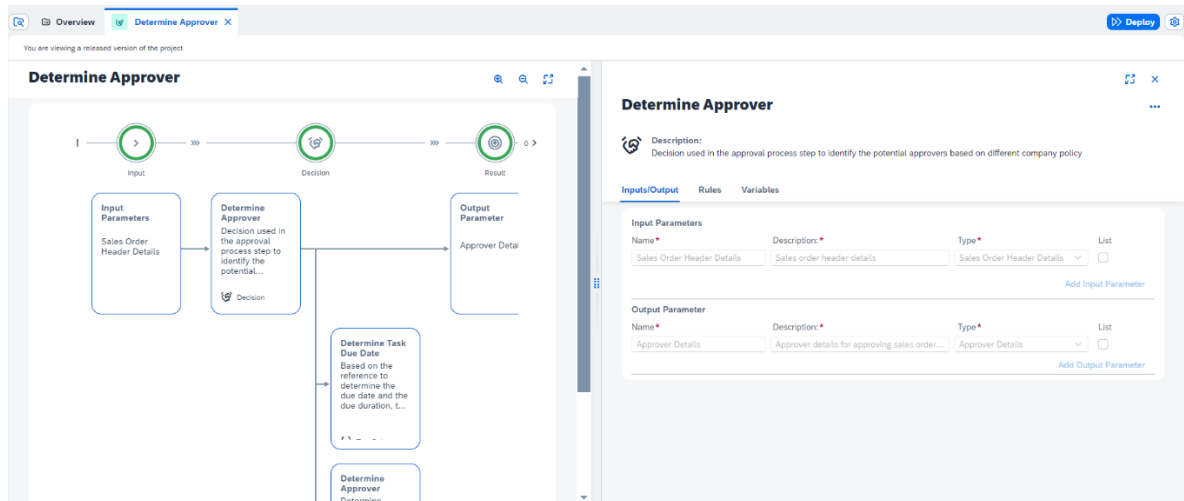 Overview
Determine Approver
Deploy
You are viewing a released version of the project
Determine Approver
Input
Decision
Result
0
Input
Parameters
Sales Order
Header Details
Determine
Approver
Decision used in
the approval
process step to
identify the
potential...
Decision
Output
Parameter
Approver Detai
Determine Task
Due Date
Based on the
reference to
determine the
due date and the
due duration, t...
Determine
Approver
Determine Approver
Description:
Decision used in the approval process step to identify the potential approvers based on different company policy
Inputs/Output Rules Variables
Input Parameters
Name* Description:* Type* List
Sales Order Header Details Sales order header details Sales Order Header Details
Add Input Parameter
Output Parameter
Name* Description:* Type* List
Approver Details Approver details for approving sales order... Approver Details
Add Output Parameter